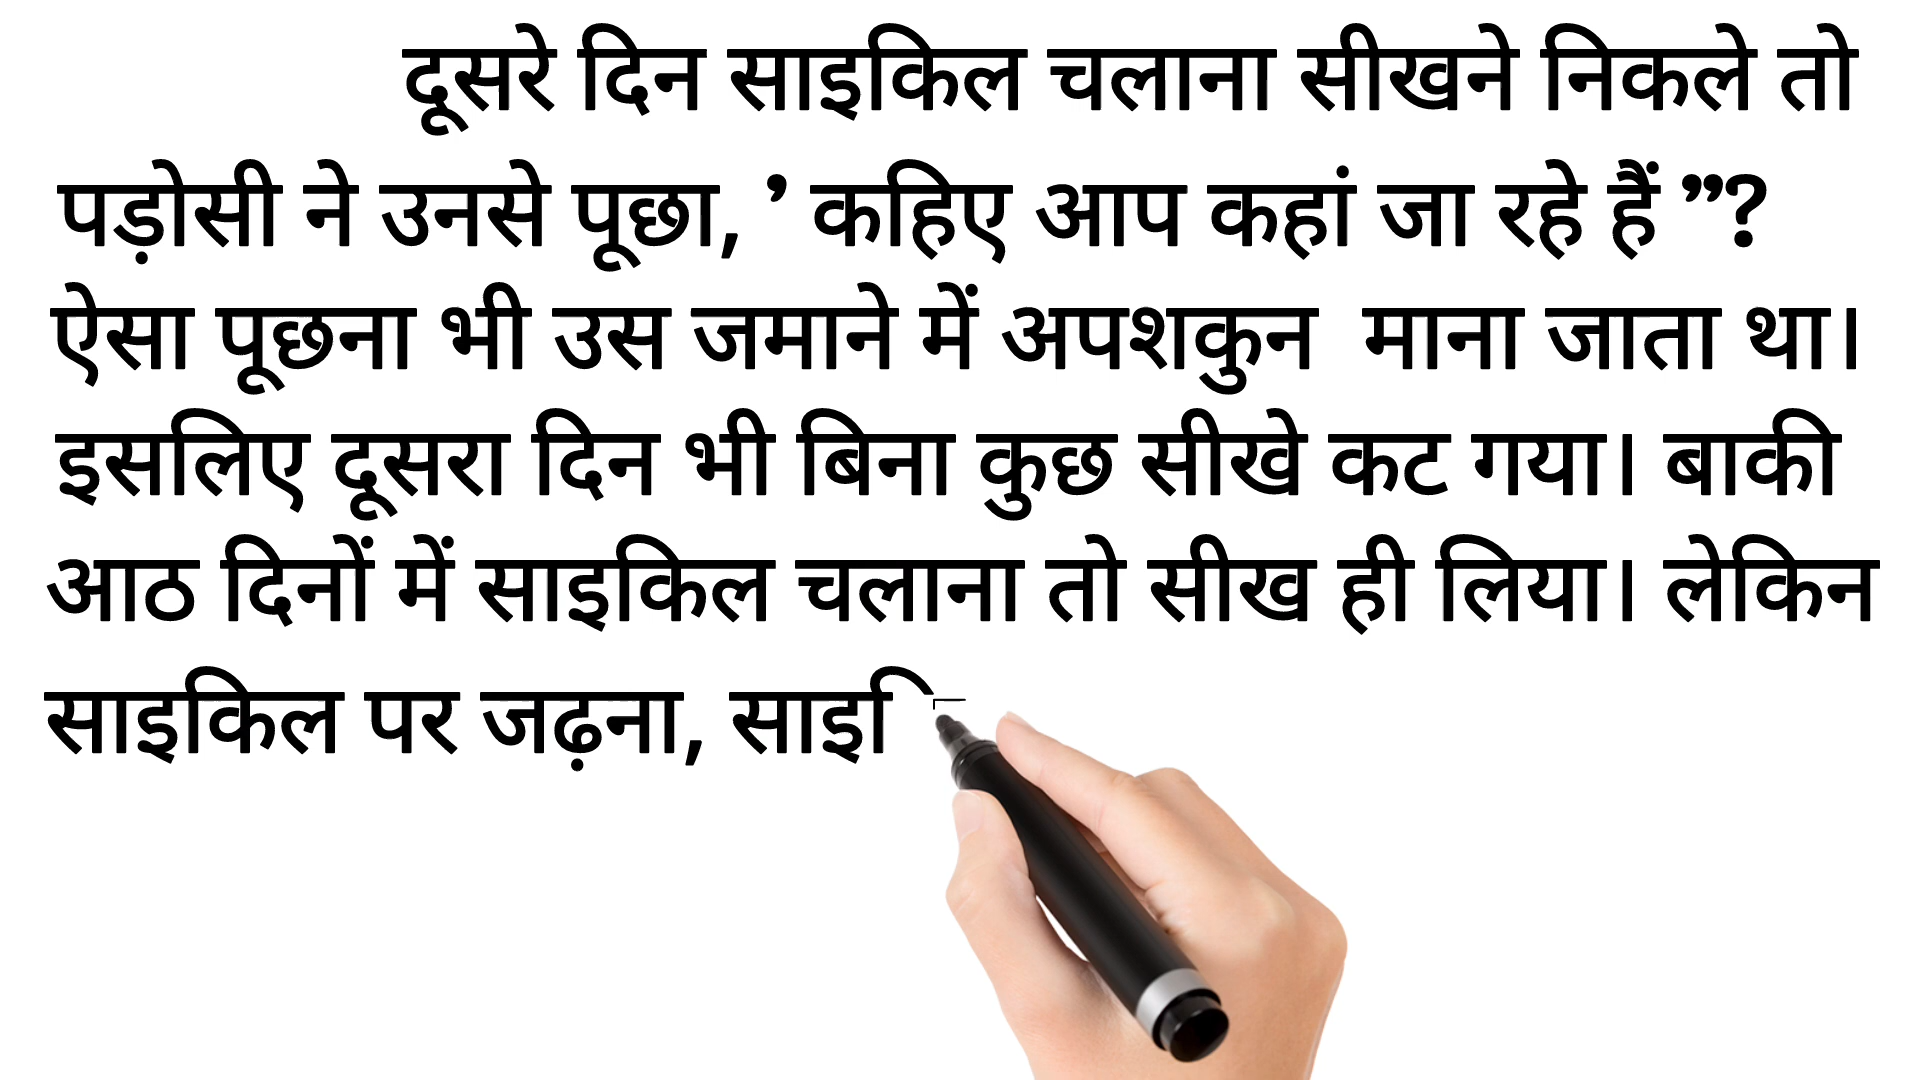 दूसरे दिन साइकिल चलाना सीखने निकले तो
पड़ोसी ने उनसे पूछा, ’ कहिए आप कहां जा रहे हैं ”?
ऐसा पूछना भी उस जमाने में अपशकुन माना जाता था।
इसलिए दूसरा दिन भी बिना कुछ सीखे कट गया। बाकी
आठ दिनों में साइकिल चलाना तो सीख ही लिया। लेकिन
साइकिल पर जढ़ना,